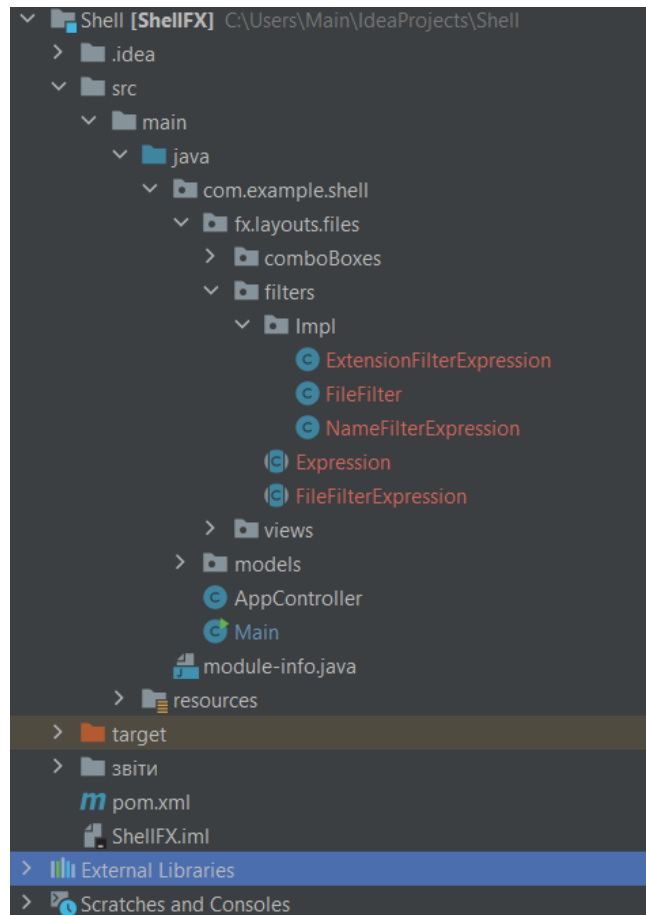 Shell [ShellFX] C:\Users\Main\IdeaProjects\Shell
.idea
src
main
java
com.example.shell
fx.layouts.files
comboBoxes
filters
Impl
ExtensionFilterExpression
FileFilter
NameFilterExpression
Expression
FileFilterExpression
views
models
AppController
Main
module-info.java
resources
target
звіти
pom.xml
ShellFX.iml
External Libraries
Scratches and Consoles